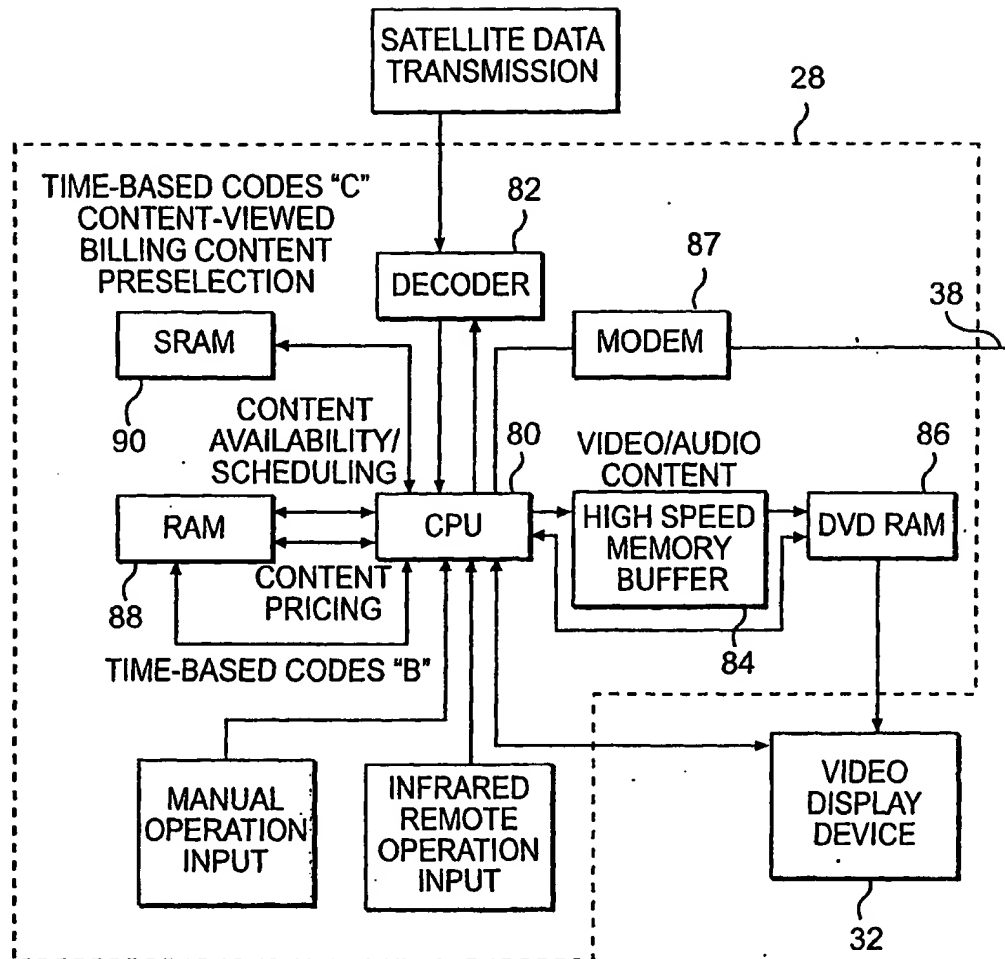 SATELLITE DATA
TRANSMISSION
28
TIME-BASED CODES "C"
CONTENT-VIEWED
BILLING CONTENT
PRESELECTION
82
DECODER
87
MODEM
38
SRAM
90
CONTENT
AVAILABILITY/
SCHEDULING
80
VIDEO/AUDIO
CONTENT
86
RAM
88
CPU
HIGH SPEED
MEMORY
BUFFER
84
DVD RAM
CONTENT
PRICING
TIME-BASED CODES "B"
MANUAL
OPERATION
INPUT
INFRARED
REMOTE
OPERATION
INPUT
VIDEO
DISPLAY
DEVICE
32